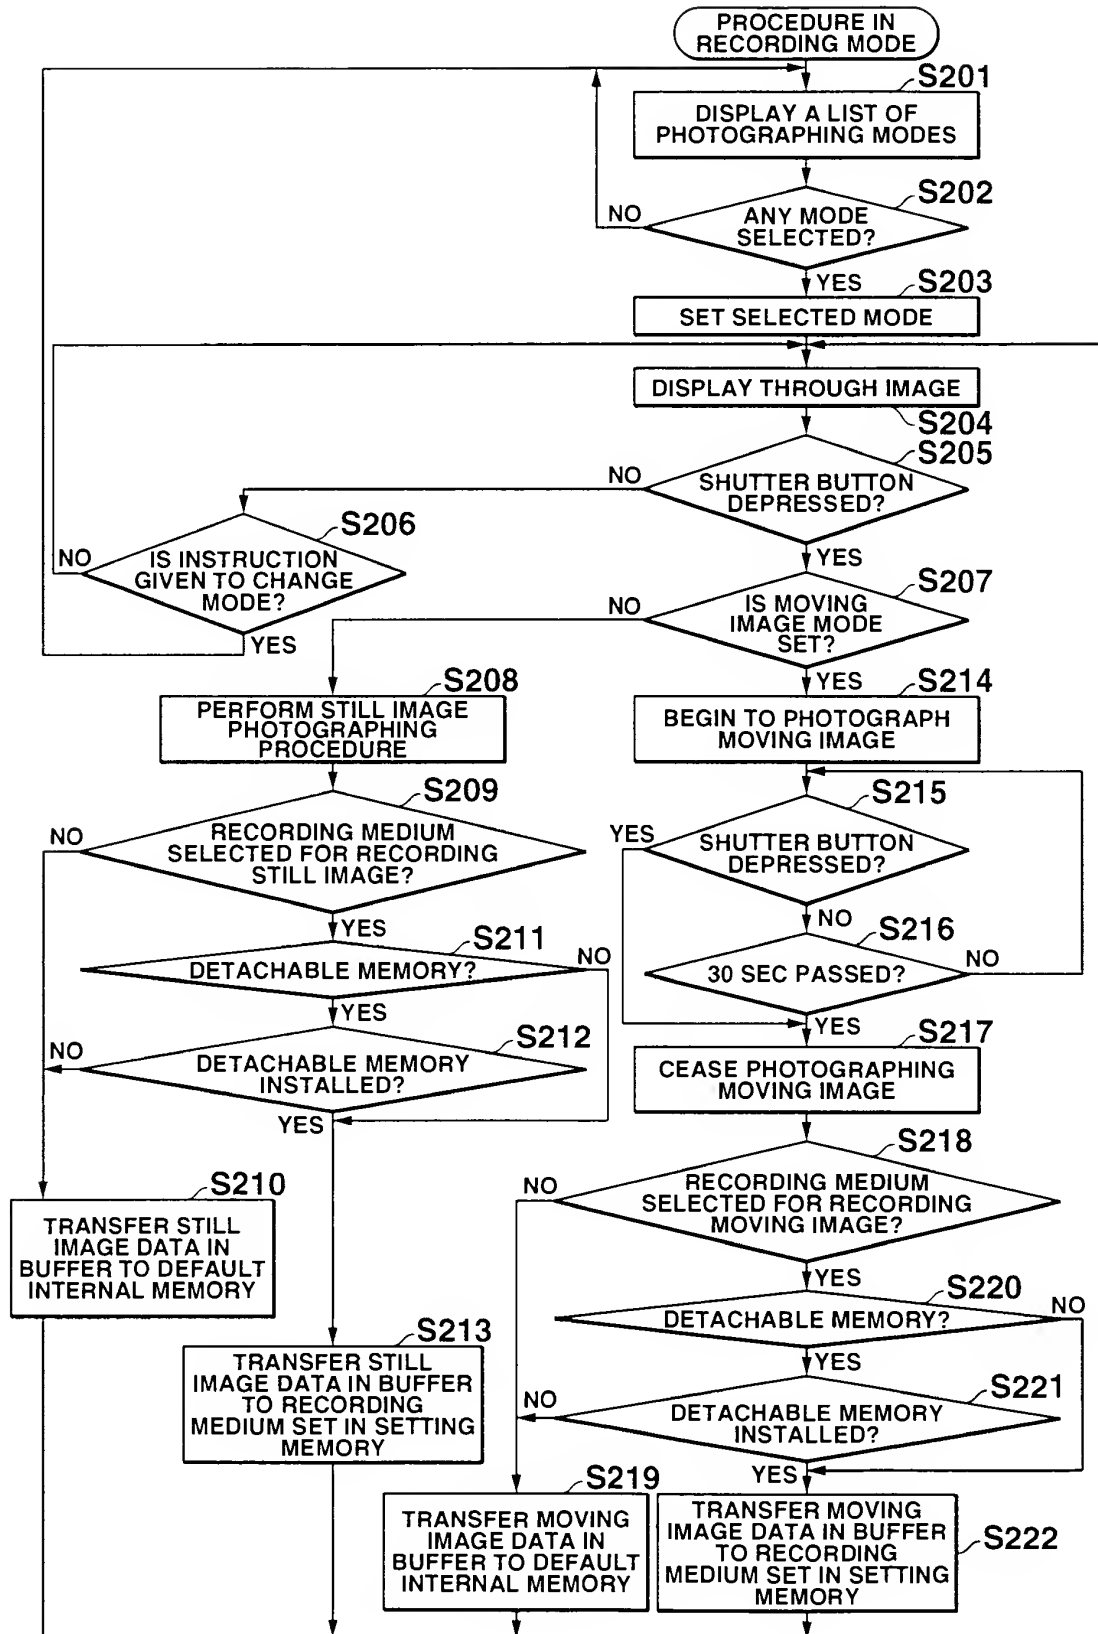 PROCEDURE IN
RECORDING MODE
S201
DISPLAY A LIST OF
PHOTOGRAPHING MODES
S202
NO
ANY MODE
SELECTED?
YES
S203
SET SELECTED MODE
DISPLAY THROUGH IMAGE
S204
S205
NO
SHUTTER BUTTON
DEPRESSED?
YES
S206
NO
IS INSTRUCTION
GIVEN TO CHANGE
MODE?
YES
S207
NO
IS MOVING
IMAGE MODE
SET?
YES
S208
PERFORM STILL IMAGE
PHOTOGRAPHING
PROCEDURE
S209
NO
RECORDING MEDIUM
SELECTED FOR RECORDING
STILL IMAGE?
YES
S211
NO
DETACHABLE MEMORY?
YES
S212
NO
DETACHABLE MEMORY
INSTALLED?
YES
S210
TRANSFER STILL
IMAGE DATA IN
BUFFER TO DEFAULT
INTERNAL MEMORY
S213
TRANSFER STILL
IMAGE DATA IN BUFFER
TO RECORDING
MEDIUM SET IN SETTING
MEMORY
S214
BEGIN TO PHOTOGRAPH
MOVING IMAGE
S215
YES
SHUTTER BUTTON
DEPRESSED?
NO
S216
30 SEC PASSED?
NO
YES
S217
CEASE PHOTOGRAPHING
MOVING IMAGE
S218
NO
RECORDING MEDIUM
SELECTED FOR RECORDING
MOVING IMAGE?
YES
S220
NO
DETACHABLE MEMORY?
YES
S221
NO
DETACHABLE MEMORY
INSTALLED?
YES
S219
TRANSFER MOVING
IMAGE DATA IN
BUFFER TO DEFAULT
INTERNAL MEMORY
TRANSFER MOVING
IMAGE DATA IN BUFFER
TO RECORDING
MEDIUM SET IN SETTING
MEMORY
S222